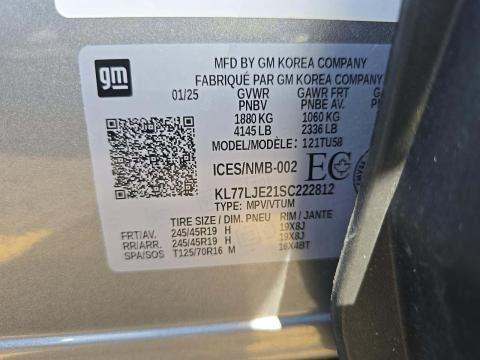 gm
MFD BY GM KOREA COMPANY
FABRIQUÉ PAR GM KOREA COMPANY
01/25 GVWR GAWR FRT
PNBV PNBE AV.
1880 KG 1060 KG
4145 LB 2336 LB
MODEL/MODÈLE: 121TU58
ICES/NMB-002 EC
KL77LJE21SC222812
TYPE: MPV/VTUM
TIRE SIZE / DIM. PNEU RIM / JANTE
FRT/AV. 245/45R19 H 19X8J
RR/ARR. 245/45R19 H 19X8J
SPA/SOS T125/70R16 M 16X4BT